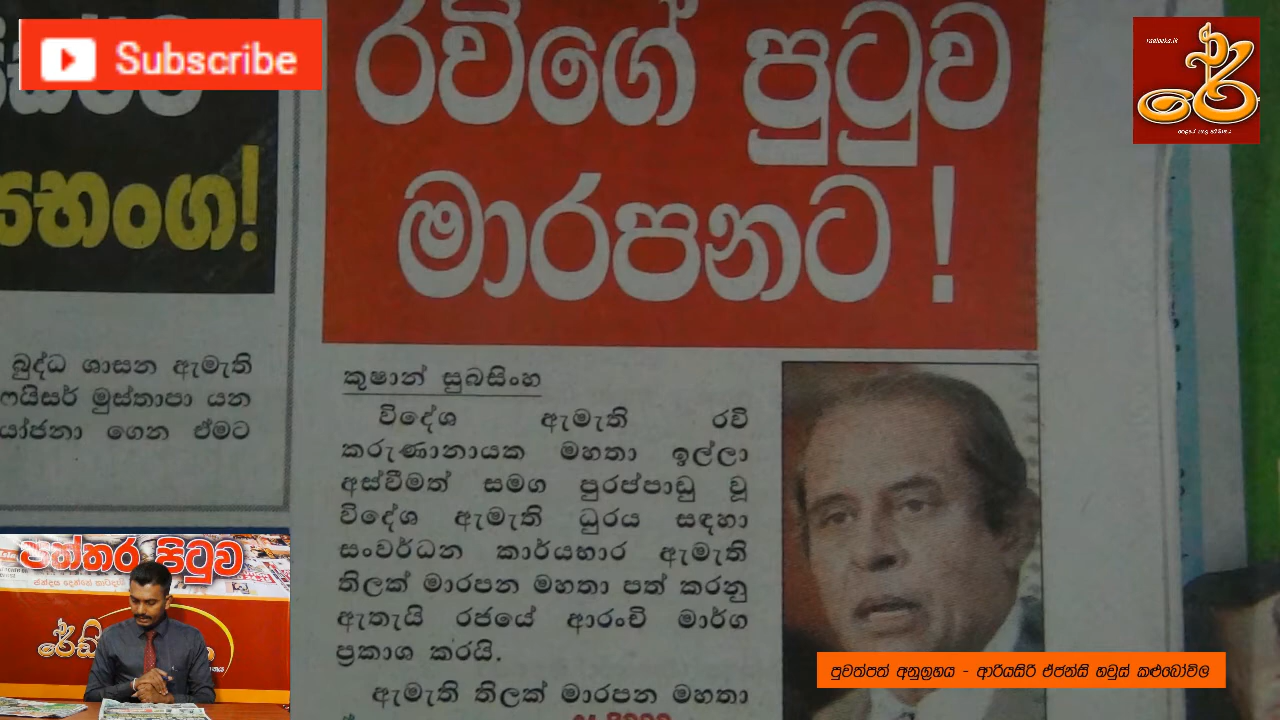 Subscribe
රවිගේ පුටුව
මාරපනට !
සභංග!
බුද්ධ ශාසන ඇමැති
ෆයිසර් මුස්තාපා යන
යෝජනා ගෙන ඒමට
කුෂාන් සුබසිංහ
විදේශ ඇමැති රවි
කරුණානායක මහතා ඉල්ලා
අස්වීමත් සමග පුරප්පාඩු වූ
විදේශ ඇමැති ධුරය සඳහා
සංවර්ධන කාර්යභාර ඇමැති
තිලක් මාරපන මහතා පත් කරනු
ඇතැයි රජයේ ආරංචි මාර්ග
ප්‍රකාශ කරයි.
ඇමැති තිලක් මාරපන මහතා
පත්තර පිටුව
පුවත්පත් අනුග්‍රහය - ආරියසිරි ඒජන්සි හවුස් කළුබෝවිල